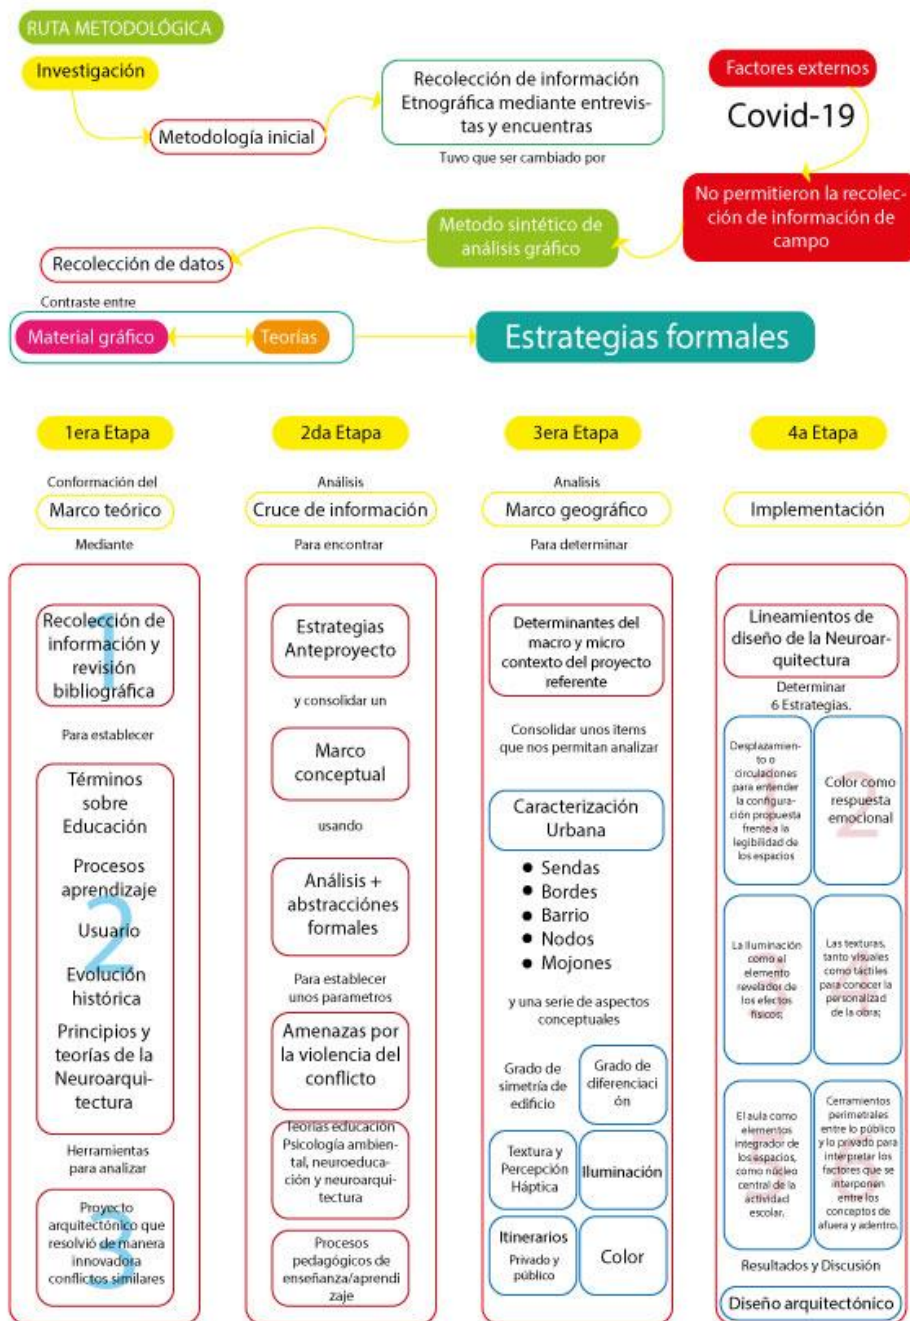 RUTA METODOLÓGICA
Investigación
Metodología inicial
Recolección de información
Etnográfica mediante entrevis-
tas y encuentras
Tuvo que ser cambiado por
Factores externos
Covid-19
No permitieron la recolec-
ción de información de
campo
Metodo sintético de
análisis gráfico
Recolección de datos
Contraste entre
Material gráfico
Teorías
Estrategias formales
1era Etapa
Conformación del
Marco teórico
Mediante
1
Recolección de
información y
revisión
bibliográfica
Para establecer
2
Términos
sobre
Educación
Procesos
aprendizaje
Usuario
Evolución
histórica
Principios y
teorías de la
Neuroarqui-
tectura
Herramientas
para analizar
3
Proyecto
arquitectónico que
resolvió de manera
innovadora
conflictos similares
2da Etapa
Análisis
Cruce de información
Para encontrar
Estrategias
Anteproyecto
y consolidar un
Marco
conceptual
usando
Análisis +
abstracciónes
formales
Para establecer
unos parametros
Amenazas por
la violencia del
conflicto
Teorías educación
Psicología ambien-
tal, neuroeduca-
ción y neuroarqui-
tectura
Procesos
pedagógicos de
enseñanza/aprendi
zaje
3era Etapa
Analisis
Marco geográfico
Para determinar
Determinantes del
macro y micro
contexto del proyecto
referente
Consolidar unos items
que nos permitan analizar
Caracterización
Urbana
● Sendas
● Bordes
● Barrio
● Nodos
● Mojones
y una serie de aspectos
conceptuales
Grado de
simetría de
edificio
Grado de
diferenciaci
ón
Textura y
Percepción
Háptica
Iluminación
Itinerarios
Privado y
público
Color
4a Etapa
Implementación
Lineamientos de
diseño de la Neuroar-
quitectura
Determinar
6 Estrategias.
1
Desplazamien-
to o
circulaciones
para entender
la configura-
ción propuesta
frente a la
legibilidad de
los espacios
2
Color como
respuesta
emocional
3
La iluminación
como el
elemento
revelador de
los efectos
físicos;
4
Las texturas,
tanto visuales
como táctiles
para conocer la
personalizad
de la obra;
5
El aula como
elementos
integrador de
los espacios,
como núcleo
central de la
actividad
escolar.
6
Cerramientos
perimetrales
entre lo público
y lo privado para
interpretar los
factores que se
interponen
entre los
conceptos de
afuera y adentro.
Resultados y Discusión
Diseño arquitectónico